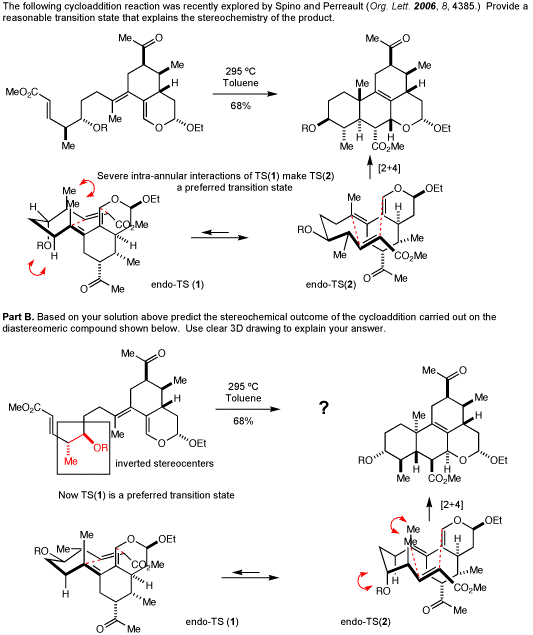 The following cycloaddition reaction was recently explored by Spino and Perreault (Org. Lett. 2006, 8, 4385.) Provide a
reasonable transition state that explains the stereochemistry of the product.
Me
O
Me
H
MeO₂C
OR
Me
Me
O
OEt
295 ºC
Toluene
68%
Me
O
Me
Me
H
RO
H
H
Me
CO₂Me
O
OEt
[2+4]
Severe intra-annular interactions of TS(1) make TS(2)
a preferred transition state
Me
H
O
OEt
CO₂Me
RO
H
H
Me
O
Me
endo-TS (1)
Me
O
OEt
H
RO
Me
Me
CO₂Me
O
Me
endo-TS(2)
Part B. Based on your solution above predict the stereochemical outcome of the cycloaddition carried out on the
diastereomeric compound shown below. Use clear 3D drawing to explain your answer.
Me
O
Me
H
MeO₂C
OR
Me
Me
O
OEt
inverted stereocenters
295 ºC
Toluene
68%
?
Now TS(1) is a preferred transition state
Me
O
Me
Me
H
RO
H
Me
CO₂Me
O
OEt
[2+4]
Me
RO
Me
O
OEt
CO₂Me
H
H
Me
O
Me
endo-TS (1)
Me
Me
O
OEt
H
H
RO
Me
CO₂Me
O
Me
endo-TS(2)